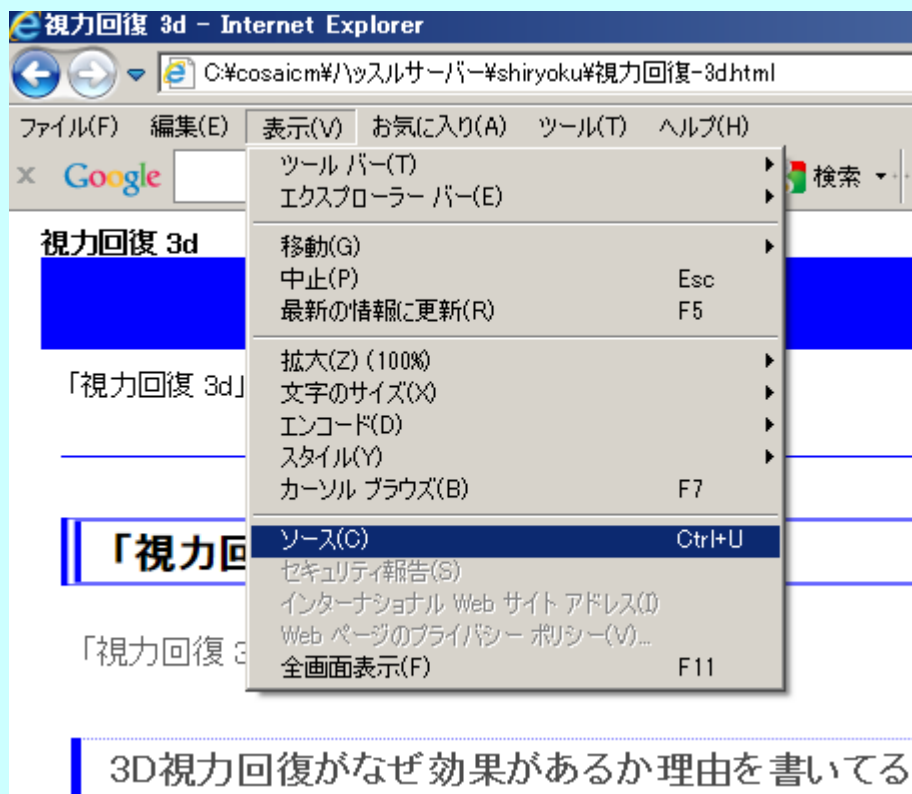 視力回復 3d - Internet Explorer
C:¥cosaicm¥ハッスルサーバー¥shiryoku¥視力回復-3d.html
ファイル(F) 編集(E) 表示(V) お気に入り(A) ツール(T) ヘルプ(H)
x Google 検索
ツール バー(T)
エクスプローラー バー(E)
移動(G)
中止(P) Esc
最新の情報に更新(R) F5
拡大(Z) (100%)
文字のサイズ(X)
エンコード(D)
スタイル(Y)
カーソル ブラウズ(B) F7
ソース(C) Ctrl+U
セキュリティ報告(S)
インターナショナル Web サイト アドレス(I)
Web ページのプライバシー ポリシー(V)...
全画面表示(F) F11
視力回復 3d
「視力回復 3d」
「視力回
「視力回復 3
3D視力回復がなぜ効果があるか理由を書いてる